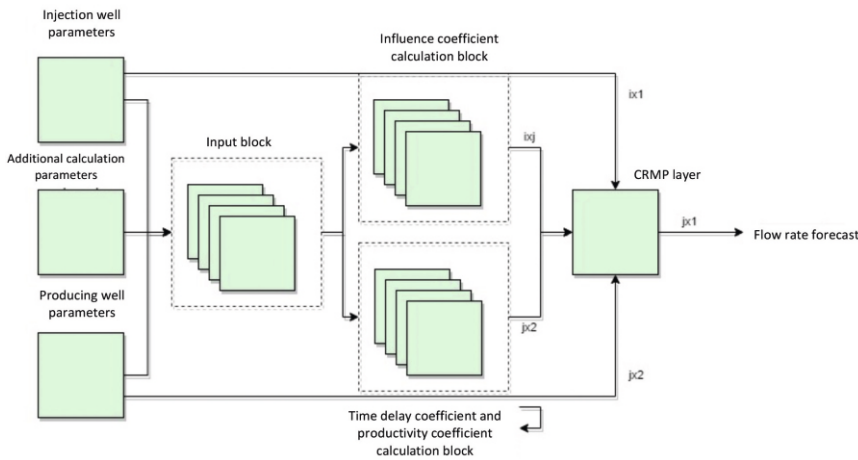 Injection well
parameters
Influence coefficient
calculation block
ix1
Input block
ixj
Additional calculation
parameters
CRMP layer
jx1
Flow rate forecast
Producing well
parameters
jx2
jx2
Time delay coefficient and
productivity coefficient
calculation block